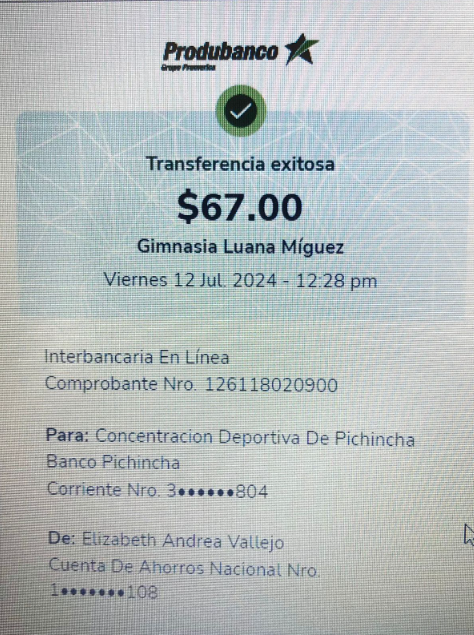 Produbanco
Grupo Promerica
Transferencia exitosa
$67.00
Gimnasia Luana Míguez
Viernes 12 Jul. 2024 - 12:28 pm
Interbancaria En Línea
Comprobante Nro. 126118020900
Para: Concentracion Deportiva De Pichincha
Banco Pichincha
Corriente Nro. 3●●●●●●804
De: Elizabeth Andrea Vallejo
Cuenta De Ahorros Nacional Nro.
1●●●●●●●108